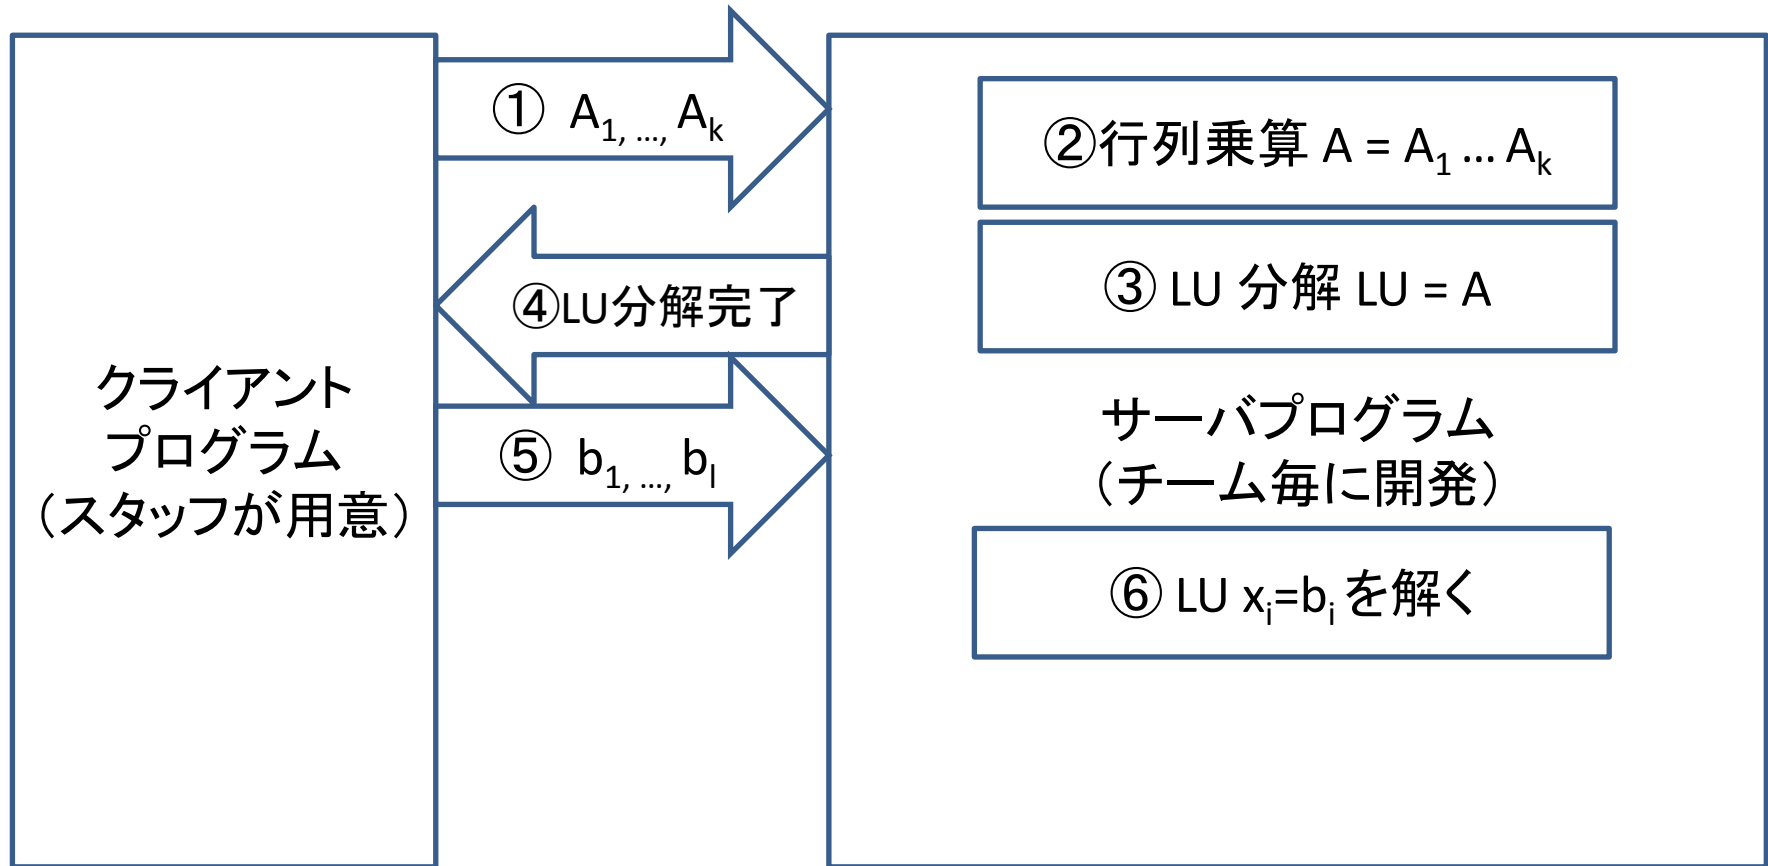 ① A1, ..., Ak
②行列乗算 A = A1 ... Ak
③ LU 分解 LU = A
④LU分解完了
クライアント
プログラム
（スタッフが用意）
サーバプログラム
（チーム毎に開発）
⑤ b1, ..., bl
⑥ LU xi=bi を解く